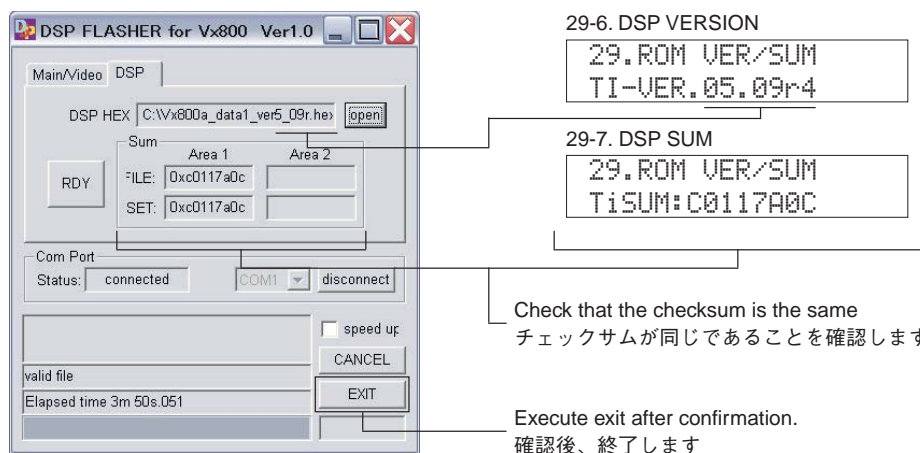 DSP FLASHER for Vx800 Ver1.0
Main/Video DSP
DSP HEX C:\Vx800a_data1_ver5_09r.he open
Sum
Area 1 Area 2
RDY
FILE: 0xc0117a0c
SET: 0xc0117a0c
Com Port
Status: connected COM1 disconnect
speed up
CANCEL
valid file
EXIT
Elapsed time 3m 50s.051
29-6. DSP VERSION
29.ROM VER/SUM
TI-VER.05.09r4
29-7. DSP SUM
29.ROM VER/SUM
TiSUM:C0117A0C
Check that the checksum is the same
チェックサムが同じであることを確認します
Execute exit after confirmation.
確認後、終了します